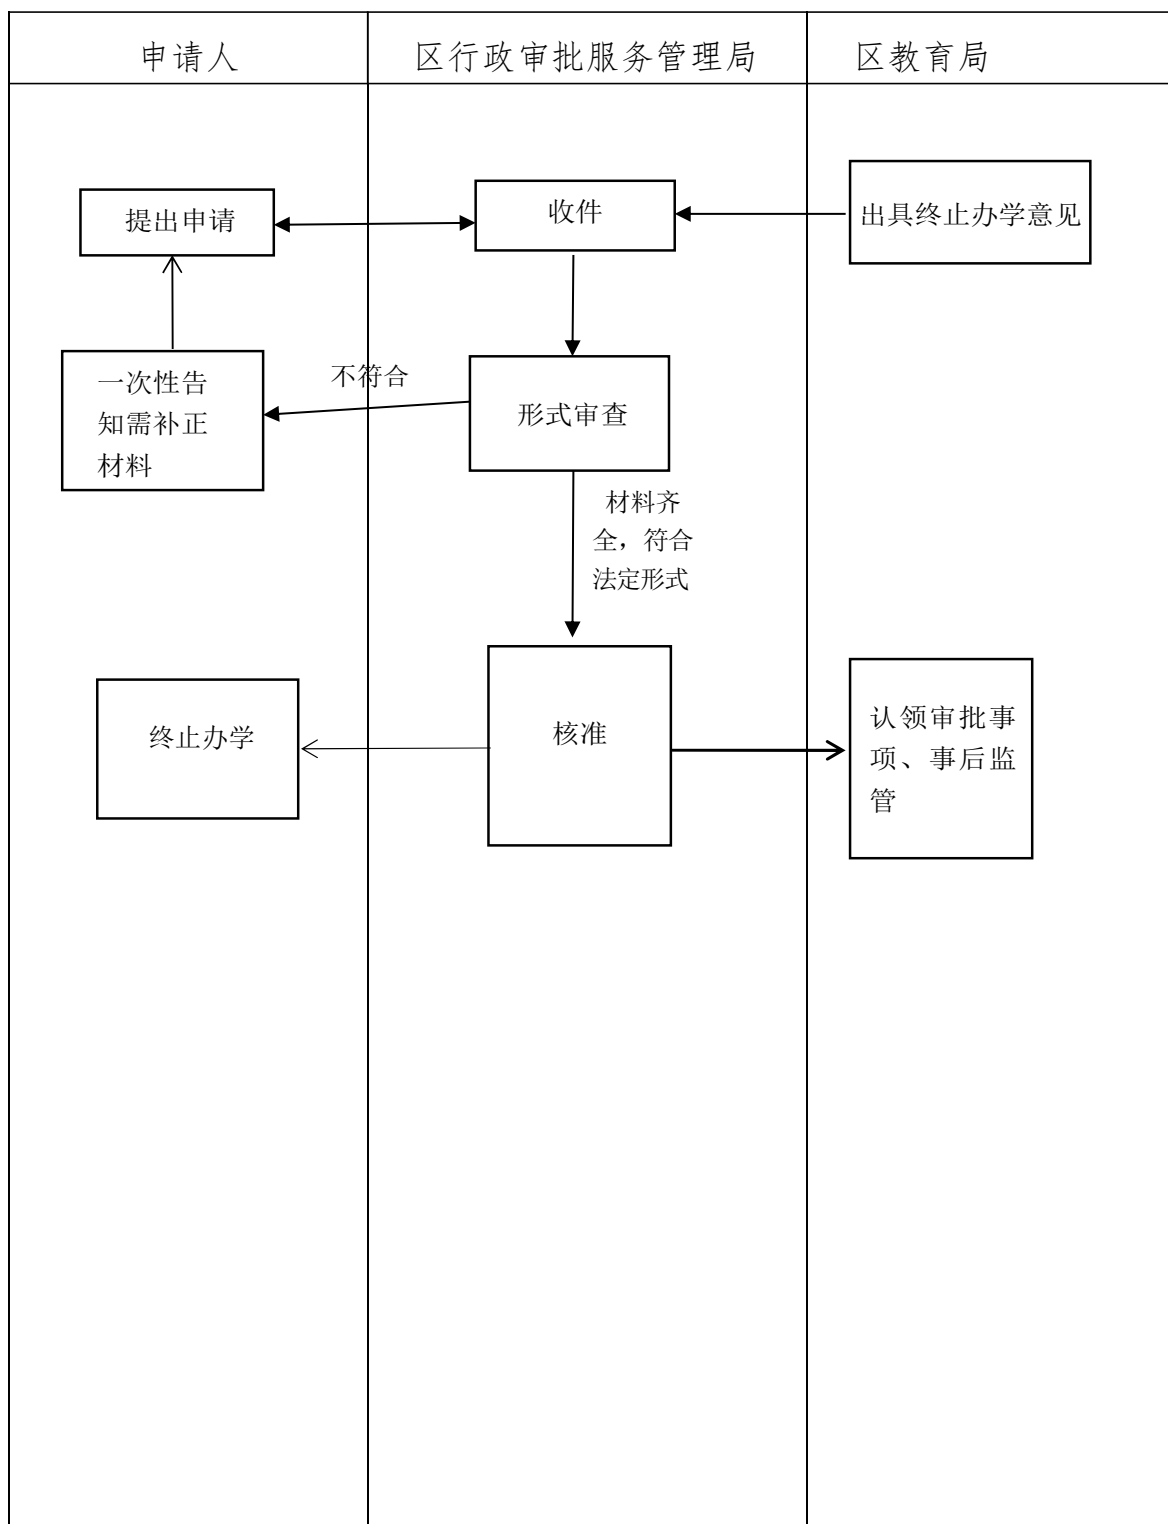 申请人
区行政审批服务管理局
区教育局
提出申请
收件
出具终止办学意见
一次性告
知需补正
材料
不符合
形式审查
材料齐
全，符合
法定形式
终止办学
核准
认领审批事
项、事后监
管